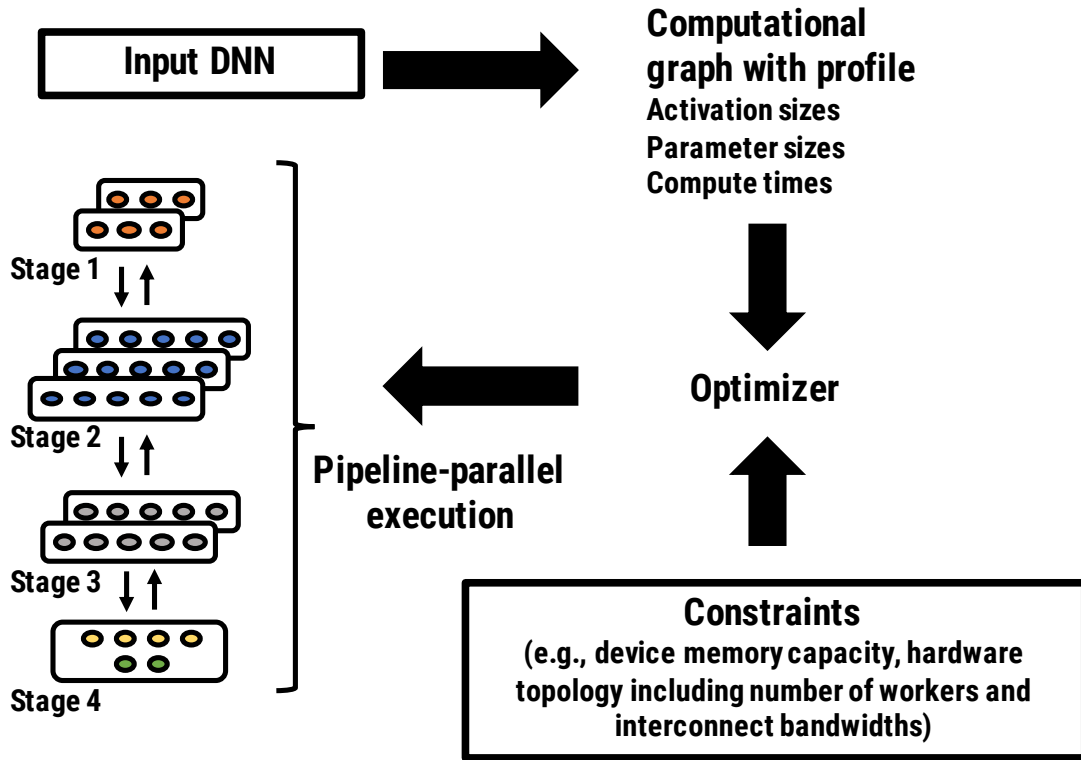 Input DNN
Computational
graph with profile
Activation sizes
Parameter sizes
Compute times
Stage 1
Stage 2
Stage 3
Stage 4
Pipeline-parallel
execution
Optimizer
Constraints
(e.g., device memory capacity, hardware
topology including number of workers and
interconnect bandwidths)